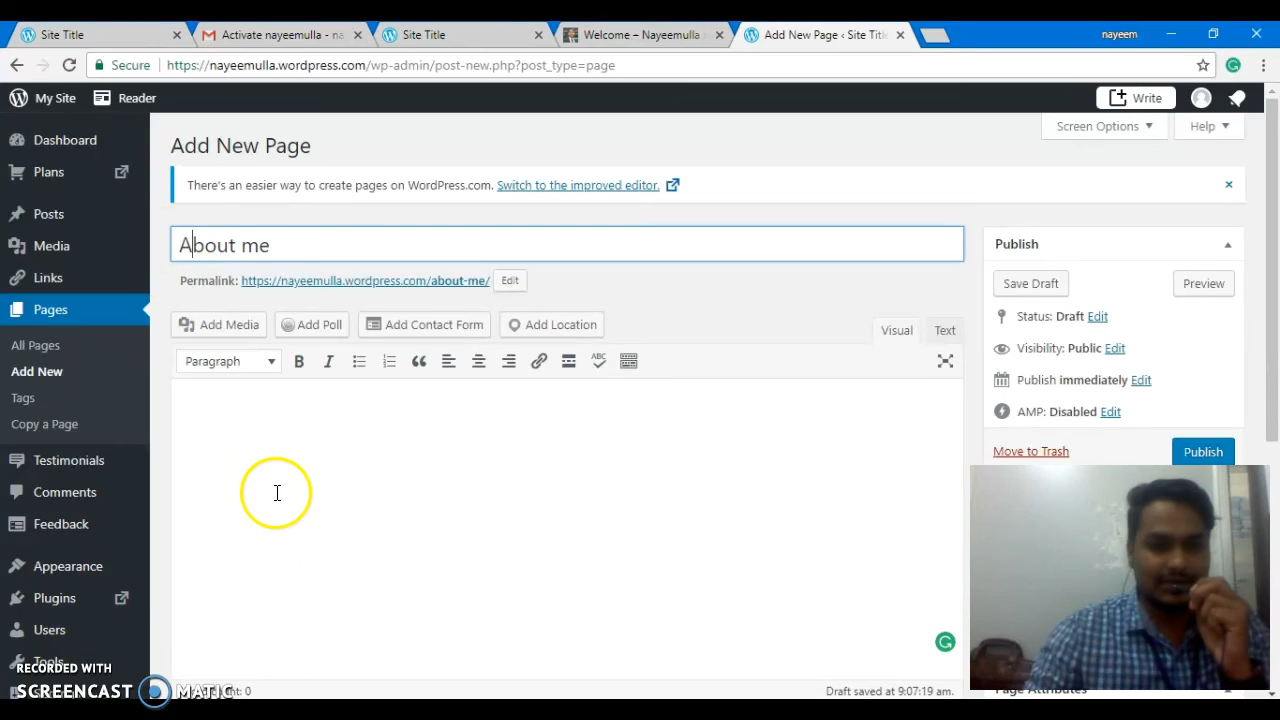 Site Title
Activate nayeemulla - na
Site Title
Welcome – Nayeemulla
Add New Page ‹ Site Title
nayeem
Secure
https://nayeemulla.wordpress.com/wp-admin/post-new.php?post_type=page
My Site
Reader
Write
Dashboard
Plans
Posts
Media
Links
Pages
All Pages
Add New
Tags
Copy a Page
Testimonials
Comments
Feedback
Appearance
Plugins
Users
Tools
Screen Options
Help
Add New Page
There's an easier way to create pages on WordPress.com. Switch to the improved editor.
About me
Permalink: https://nayeemulla.wordpress.com/about-me/ Edit
Add Media
Add Poll
Add Contact Form
Add Location
Visual
Text
Paragraph
B
I
ABC
Draft saved at 9:07:19 am.
Publish
Save Draft
Preview
Status: Draft Edit
Visibility: Public Edit
Publish immediately Edit
AMP: Disabled Edit
Move to Trash
Publish
Page Attributes
RECORDED WITH
SCREENCAST MATIC